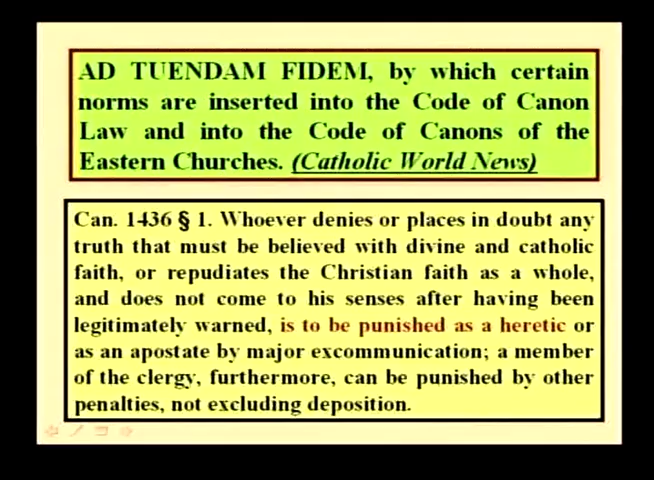 AD TUENDAM FIDEM, by which certain
norms are inserted into the Code of Canon
Law and into the Code of Canons of the
Eastern Churches. (Catholic World News)
Can. 1436 § 1. Whoever denies or places in doubt any
truth that must be believed with divine and catholic
faith, or repudiates the Christian faith as a whole,
and does not come to his senses after having been
legitimately warned, is to be punished as a heretic or
as an apostate by major excommunication; a member
of the clergy, furthermore, can be punished by other
penalties, not excluding deposition.